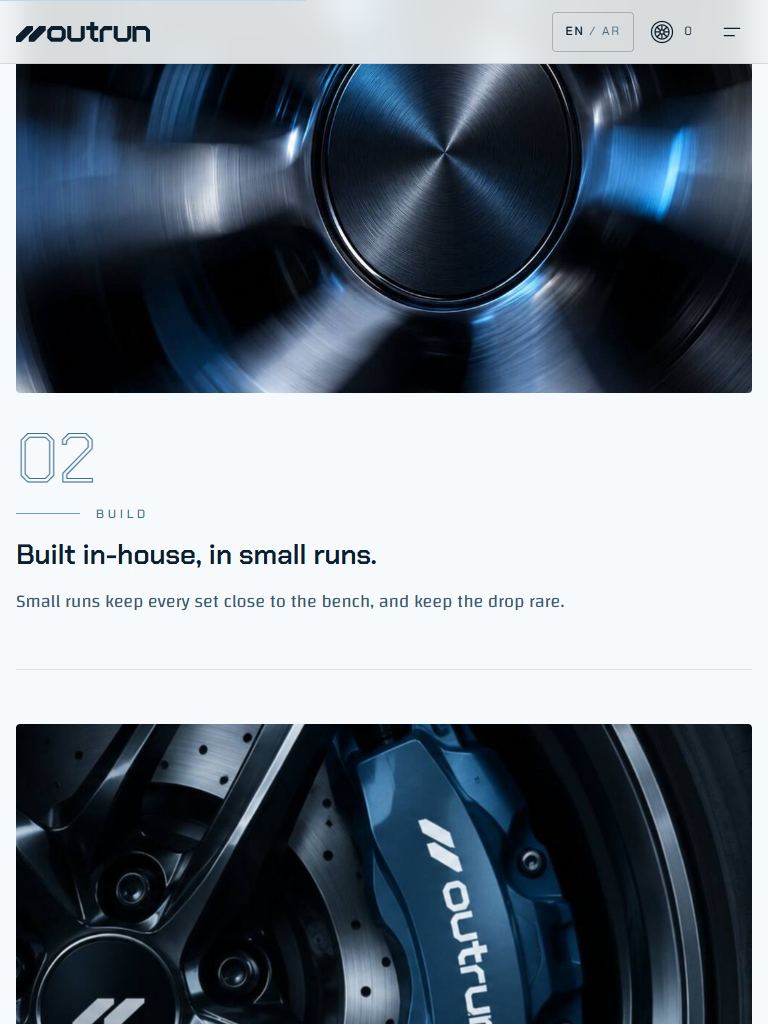 outrun
EN / AR
0
02
BUILD
Built in-house, in small runs.
Small runs keep every set close to the bench, and keep the drop rare.
outrun